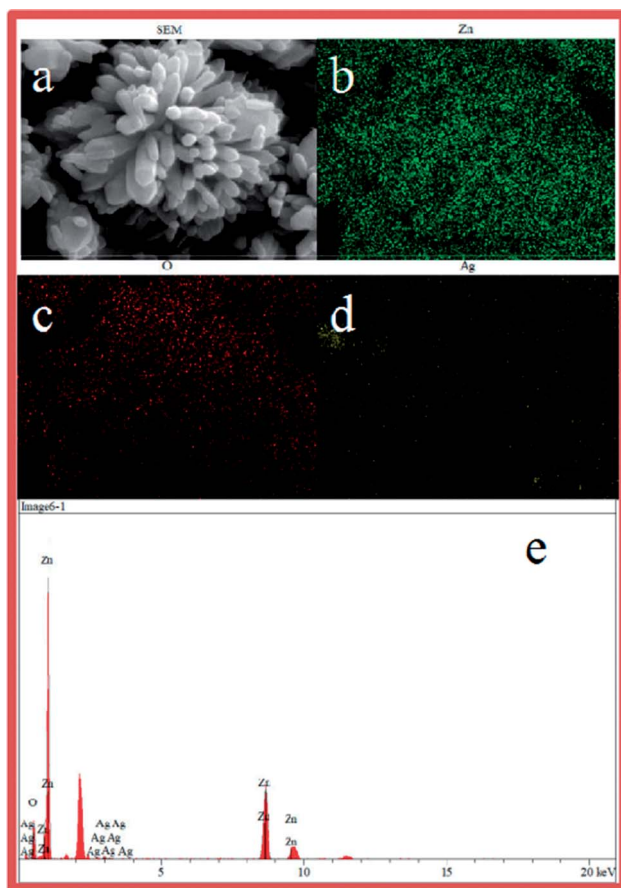 SEM Zn
a b
O Ag
c d
Image6-1
e
Zn
Zn Zn
O Ag Ag Zn
Ag Zn Ag Ag Zn
Ag Zn Ag Ag Ag Zn
Ag
5 10 15 20 keV